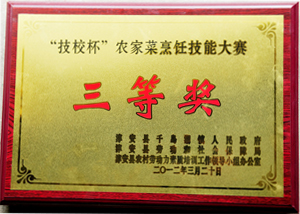 “技校杯”农家菜烹饪技能大赛
三等奖
淳安县千岛湖镇人民政府
淳安县劳动和社会保障局
淳安县农村劳动力素质培训工作领导小组办公室
二〇一二年三月二十日